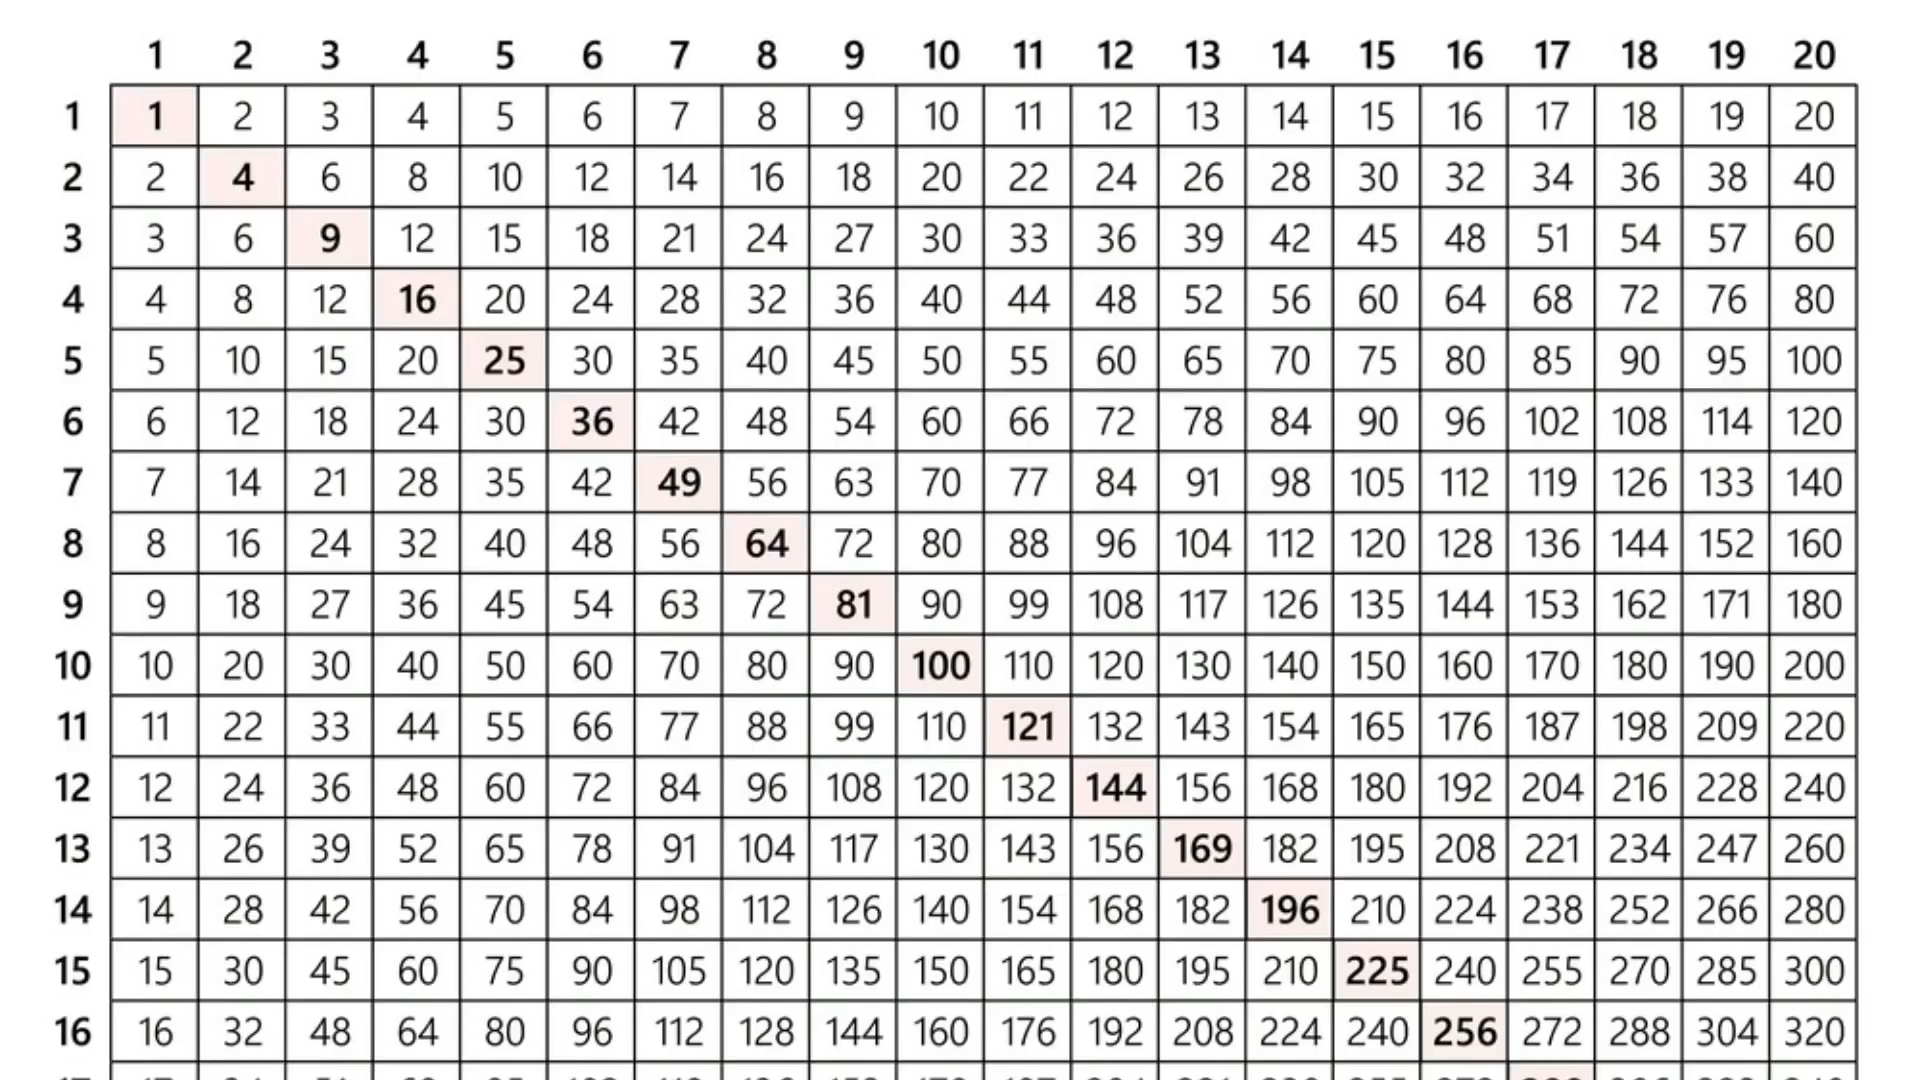 1 2 3 4 5 6 7 8 9 10 11 12 13 14 15 16 17 18 19 20
1 1 2 3 4 5 6 7 8 9 10 11 12 13 14 15 16 17 18 19 20
2 2 4 6 8 10 12 14 16 18 20 22 24 26 28 30 32 34 36 38 40
3 3 6 9 12 15 18 21 24 27 30 33 36 39 42 45 48 51 54 57 60
4 4 8 12 16 20 24 28 32 36 40 44 48 52 56 60 64 68 72 76 80
5 5 10 15 20 25 30 35 40 45 50 55 60 65 70 75 80 85 90 95 100
6 6 12 18 24 30 36 42 48 54 60 66 72 78 84 90 96 102 108 114 120
7 7 14 21 28 35 42 49 56 63 70 77 84 91 98 105 112 119 126 133 140
8 8 16 24 32 40 48 56 64 72 80 88 96 104 112 120 128 136 144 152 160
9 9 18 27 36 45 54 63 72 81 90 99 108 117 126 135 144 153 162 171 180
10 10 20 30 40 50 60 70 80 90 100 110 120 130 140 150 160 170 180 190 200
11 11 22 33 44 55 66 77 88 99 110 121 132 143 154 165 176 187 198 209 220
12 12 24 36 48 60 72 84 96 108 120 132 144 156 168 180 192 204 216 228 240
13 13 26 39 52 65 78 91 104 117 130 143 156 169 182 195 208 221 234 247 260
14 14 28 42 56 70 84 98 112 126 140 154 168 182 196 210 224 238 252 266 280
15 15 30 45 60 75 90 105 120 135 150 165 180 195 210 225 240 255 270 285 300
16 16 32 48 64 80 96 112 128 144 160 176 192 208 224 240 256 272 288 304 320